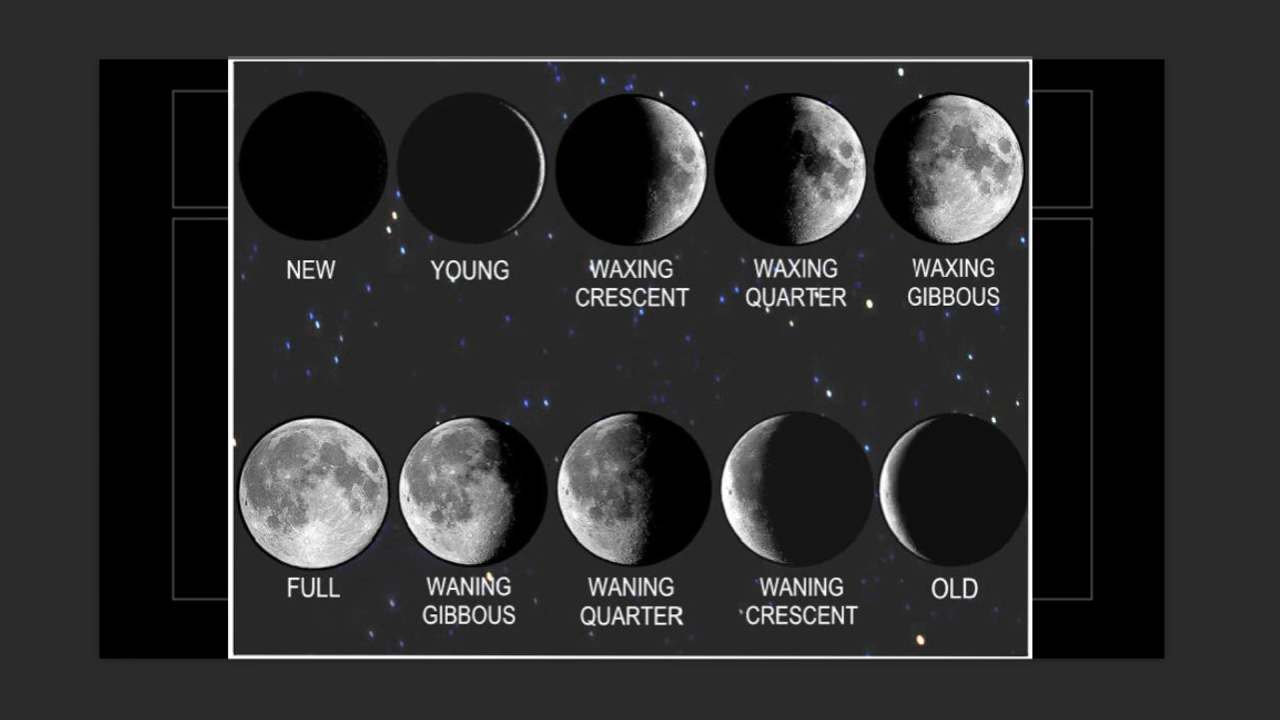 NEW
YOUNG
WAXING
CRESCENT
WAXING
QUARTER
WAXING
GIBBOUS
FULL
WANING
GIBBOUS
WANING
QUARTER
WANING
CRESCENT
OLD